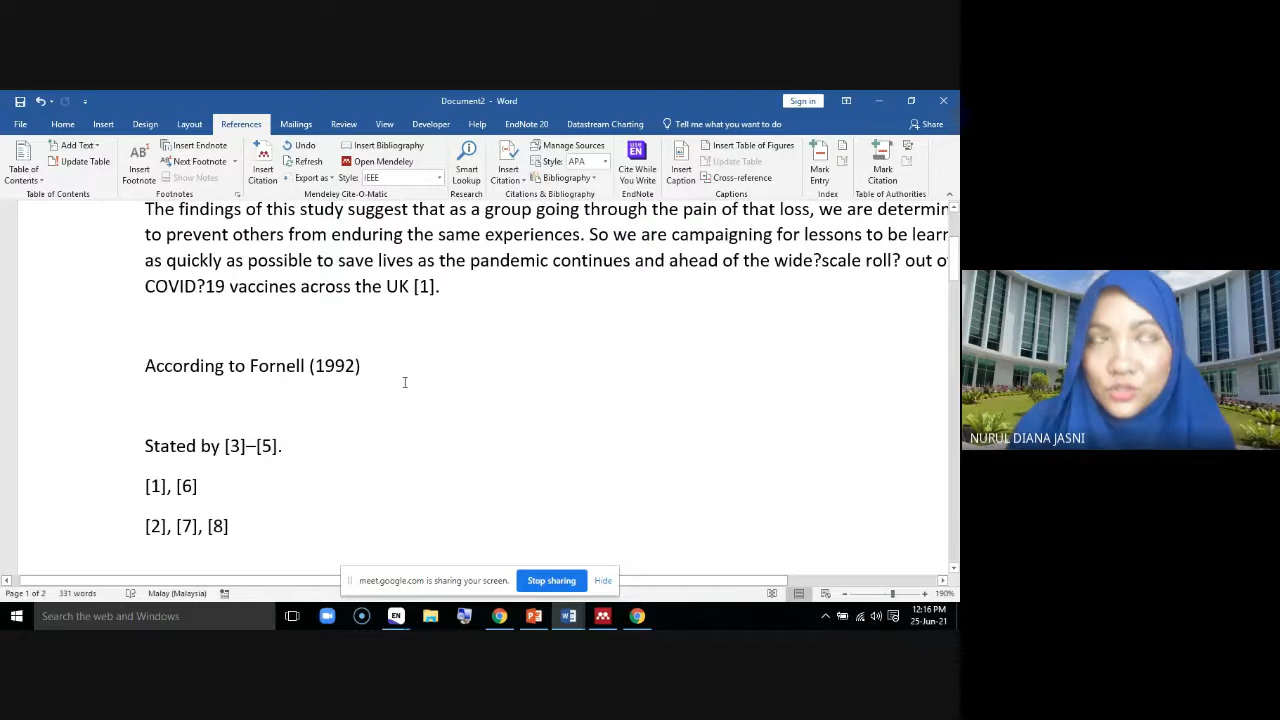 Document2 - Word
Sign in
File Home Insert Design Layout References Mailings Review View Developer Help EndNote 20 Datastream Charting Tell me what you want to do Share
Table of Contents
Add Text
Update Table
Table of Contents
AB1
Insert Footnote
Insert Endnote
Next Footnote
Show Notes
Footnotes
Insert Citation
Undo
Refresh
Export as
Insert Bibliography
Open Mendeley
Style: IEEE
Mendeley Cite-O-Matic
Smart Lookup
Research
Insert Citation
Manage Sources
Style: APA
Bibliography
Citations & Bibliography
EN
Cite While You Write
EndNote
Insert Caption
Insert Table of Figures
Update Table
Cross-reference
Captions
Mark Entry
Index
Mark Citation
Table of Authorities
The findings of this study suggest that as a group going through the pain of that loss, we are determin
to prevent others from enduring the same experiences. So we are campaigning for lessons to be learn
as quickly as possible to save lives as the pandemic continues and ahead of the wide?scale roll? out o
COVID?19 vaccines across the UK [1].
According to Fornell (1992)
Stated by [3]–[5].
[1], [6]
[2], [7], [8]
NURUL DIANA JASNI
meet.google.com is sharing your screen. Stop sharing Hide
Page 1 of 2 331 words Malay (Malaysia) 190%
Search the web and Windows
EN
12:16 PM
25-Jun-21